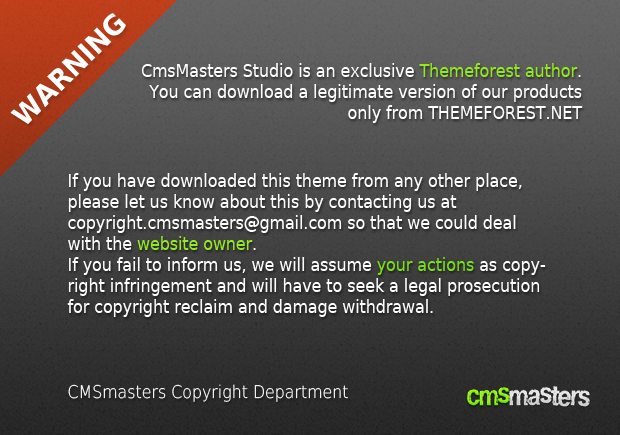 WARNING
CmsMasters Studio is an exclusive Themeforest author.
You can download a legitimate version of our products
only from THEMEFOREST.NET
If you have downloaded this theme from any other place,
please let us know about this by contacting us at
copyright.cmsmasters@gmail.com so that we could deal
with the website owner.
If you fail to inform us, we will assume your actions as copy-
right infringement and will have to seek a legal prosecution
for copyright reclaim and damage withdrawal.
CMSmasters Copyright Department
cmsmasters